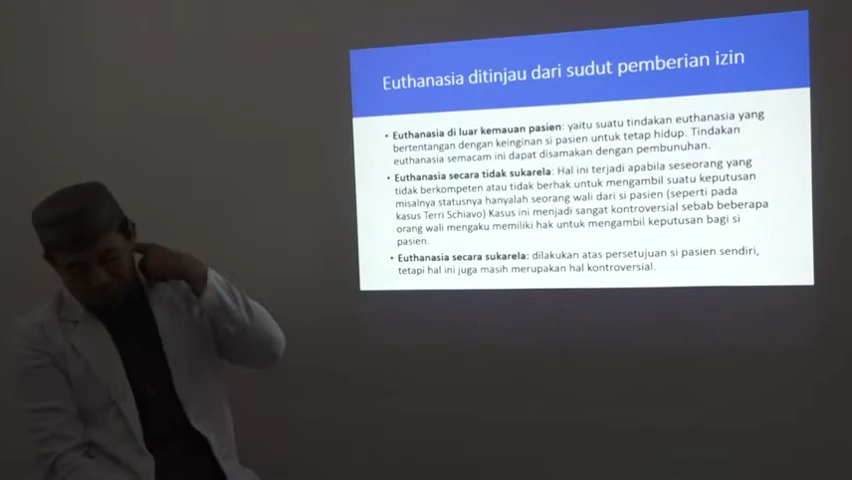 Euthanasia ditinjau dari sudut pemberian izin
• Euthanasia di luar kemauan pasien: yaitu suatu tindakan euthanasia yang
bertentangan dengan keinginan si pasien untuk tetap hidup. Tindakan
euthanasia semacam ini dapat disamakan dengan pembunuhan.
• Euthanasia secara tidak sukarela: Hal ini terjadi apabila seseorang yang
tidak berkompeten atau tidak berhak untuk mengambil suatu keputusan
misalnya statusnya hanyalah seorang wali dari si pasien (seperti pada
kasus Terri Schiavo) Kasus ini menjadi sangat kontroversial sebab beberapa
orang wali mengaku memiliki hak untuk mengambil keputusan bagi si
pasien.
• Euthanasia secara sukarela: dilakukan atas persetujuan si pasien sendiri,
tetapi hal ini juga masih merupakan hal kontroversial.